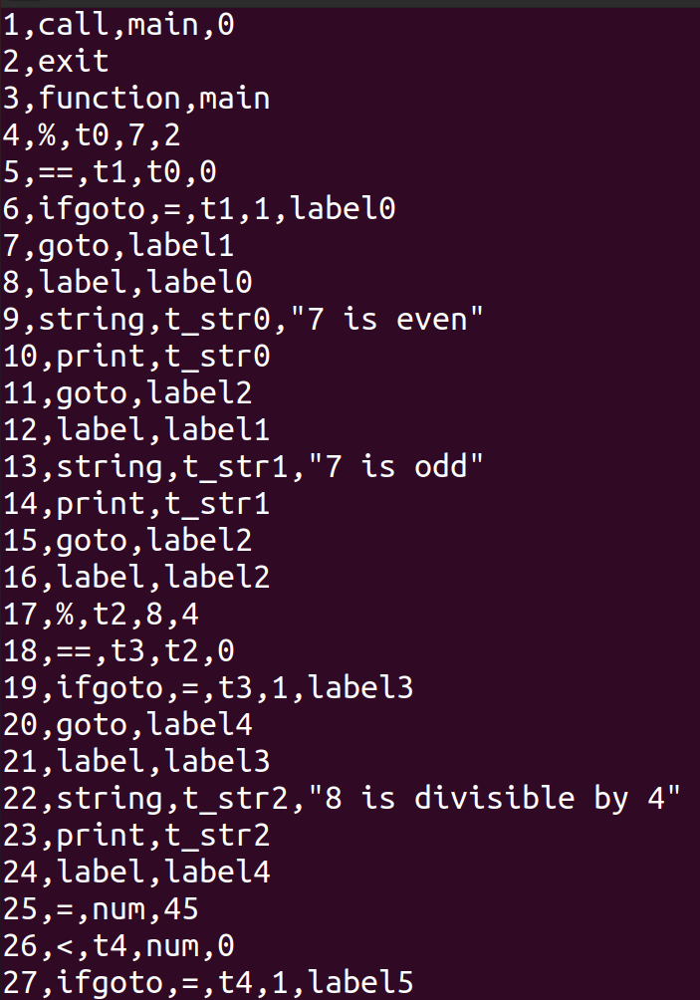 1,call,main,0
2,exit
3,function,main
4,%,t0,7,2
5,==,t1,t0,0
6,ifgoto,=,t1,1,label0
7,goto,label1
8,label,label0
9,string,t_str0,"7 is even"
10,print,t_str0
11,goto,label2
12,label,label1
13,string,t_str1,"7 is odd"
14,print,t_str1
15,goto,label2
16,label,label2
17,%,t2,8,4
18,==,t3,t2,0
19,ifgoto,=,t3,1,label3
20,goto,label4
21,label,label3
22,string,t_str2,"8 is divisible by 4"
23,print,t_str2
24,label,label4
25,=,num,45
26,<,t4,num,0
27,ifgoto,=,t4,1,label5